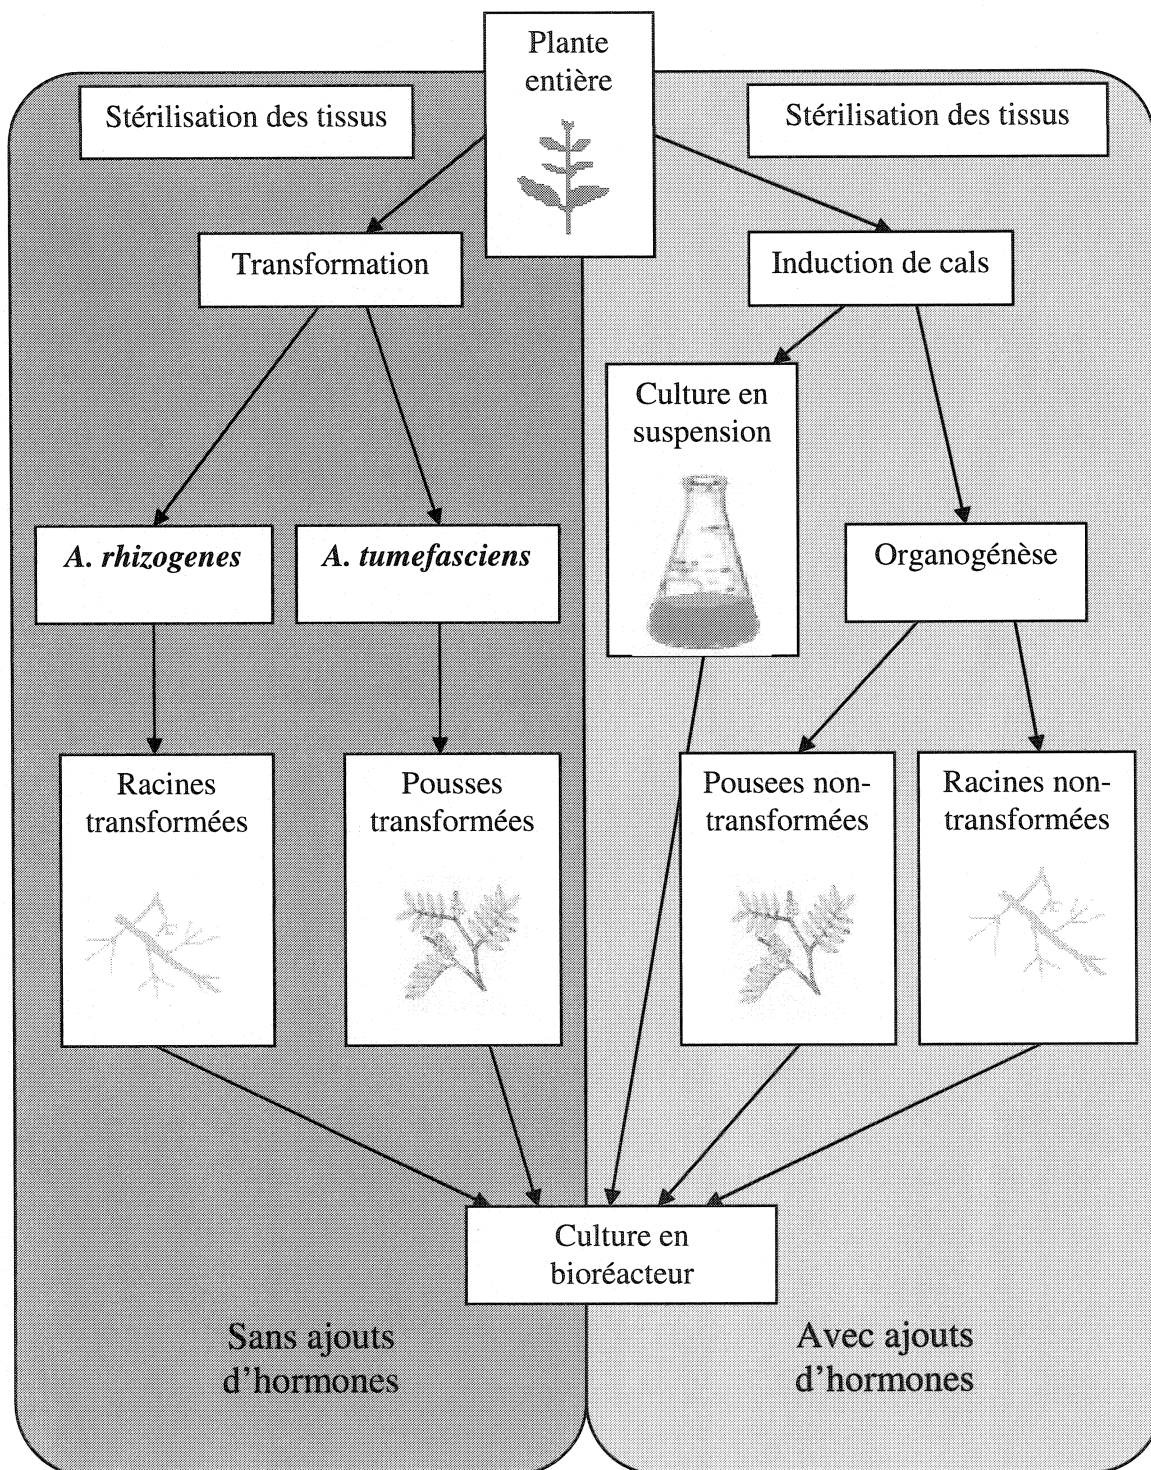 Plante
entière
Stérilisation des tissus
Stérilisation des tissus
Transformation
Induction de cals
Culture en
suspension
A. rhizogenes
A. tumefasciens
Organogénèse
Racines
transformées
Pousses
transformées
Pousees non-
transformées
Racines non-
transformées
Culture en
bioréacteur
Sans ajouts
d'hormones
Avec ajouts
d'hormones